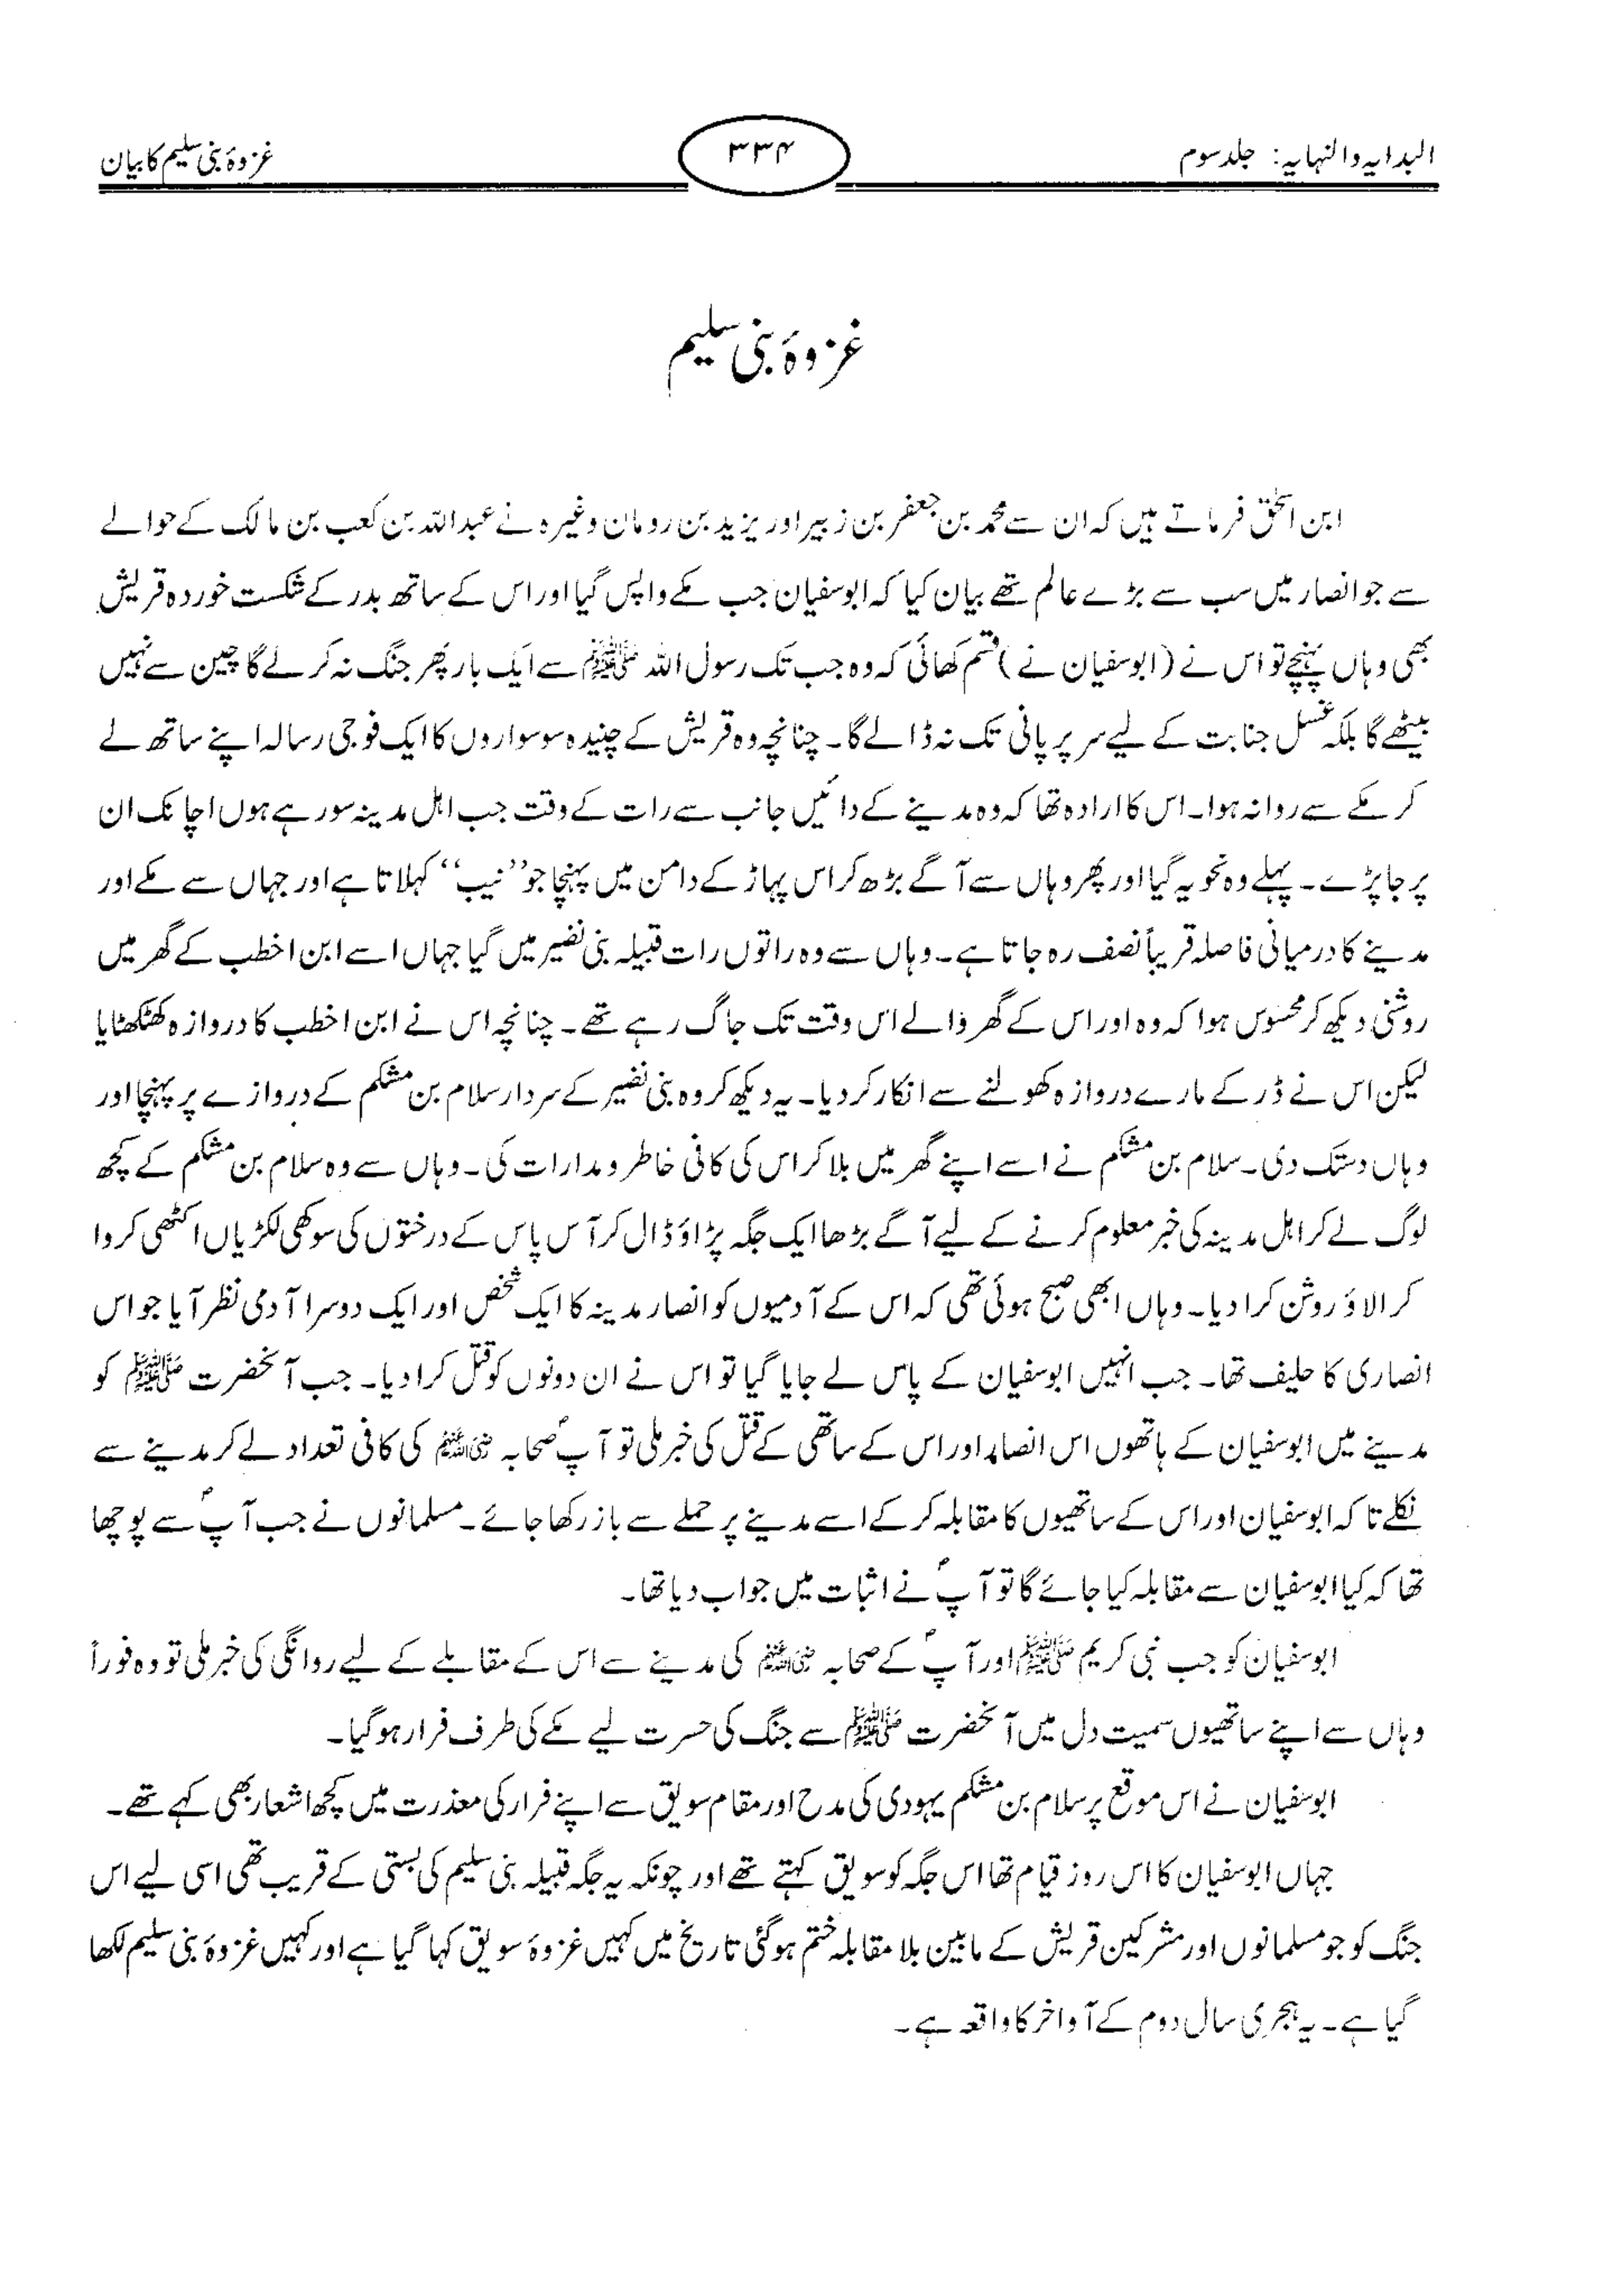 البدایہ والنہایہ: جلد سوم
۳۳۴
غزوۂ بنی سلیم کا بیان
غزوۂ بنی سلیم
ابن اسحٰق فرماتے ہیں کہ ان سے محمد بن جعفر بن زبیر اور یزید بن رومان وغیرہ نے عبداللہ بن کعب بن مالک کے حوالے
سے جو انصار میں سب سے بڑے عالم تھے بیان کیا کہ ابوسفیان جب مکے واپس گیا اور اس کے ساتھ بدر کے شکست خوردہ قریش
بھی وہاں پہنچے تو اس نے (ابوسفیان نے) قسم کھائی کہ وہ جب تک رسول اللہ ﷺ سے ایک بار پھر جنگ نہ کر لے گا چین سے نہیں
بیٹھے گا بلکہ غسل جنابت کے لیے سر پر پانی تک نہ ڈالے گا۔ چنانچہ وہ قریش کے چنیدہ سو سواروں کا ایک فوجی رسالہ اپنے ساتھ لے
کر مکے سے روانہ ہوا۔ اس کا ارادہ تھا کہ وہ مدینے کے دائیں جانب سے رات کے وقت جب اہل مدینہ سو رہے ہوں اچانک ان
پر جا پڑے۔ پہلے وہ نحویہ گیا اور پھر وہاں سے آگے بڑھ کر اس پہاڑ کے دامن میں پہنچا جو ’’نیب‘‘ کہلاتا ہے اور جہاں سے مکے اور
مدینے کا درمیانی فاصلہ قریباً نصف رہ جاتا ہے۔ وہاں سے وہ راتوں رات قبیلہ بنی نضیر میں گیا جہاں اسے ابن اخطب کے گھر میں
روشنی دیکھ کر محسوس ہوا کہ وہ اور اس کے گھر والے اس وقت تک جاگ رہے تھے۔ چنانچہ اس نے ابن اخطب کا دروازہ کھٹکھٹایا
لیکن اس نے ڈر کے مارے دروازہ کھولنے سے انکار کر دیا۔ یہ دیکھ کر وہ بنی نضیر کے سردار سلام بن مشکم کے دروازے پر پہنچا اور
وہاں دستک دی۔ سلام بن مشکم نے اسے اپنے گھر میں بلا کر اس کی کافی خاطر و مدارات کی۔ وہاں سے وہ سلام بن مشکم کے کچھ
لوگ لے کر اہل مدینہ کی خبر معلوم کرنے کے لیے آگے بڑھا ایک جگہ پڑاؤ ڈال کر آس پاس کے درختوں کی سوکھی لکڑیاں اکٹھی کروا
کر الاؤ روشن کرا دیا۔ وہاں ابھی صبح ہوئی تھی کہ اس کے آدمیوں کو انصار مدینہ کا ایک شخص اور ایک دوسرا آدمی نظر آیا جو اس
انصاری کا حلیف تھا۔ جب انہیں ابوسفیان کے پاس لے جایا گیا تو اس نے ان دونوں کو قتل کرا دیا۔ جب آنحضرت ﷺ کو
مدینے میں ابوسفیان کے ہاتھوں اس انصار اور اس کے ساتھی کے قتل کی خبر ملی تو آپؐ صحابہ رضی اللہ عنہم کی کافی تعداد لے کر مدینے سے
نکلے تاکہ ابوسفیان اور اس کے ساتھیوں کا مقابلہ کر کے اسے مدینے پر حملے سے باز رکھا جائے۔ مسلمانوں نے جب آپؐ سے پوچھا
تھا کہ کیا ابوسفیان سے مقابلہ کیا جائے گا تو آپؐ نے اثبات میں جواب دیا تھا۔
ابوسفیان کو جب نبی کریم ﷺ اور آپؐ کے صحابہ رضی اللہ عنہم کی مدینے سے اس کے مقابلے کے لیے روانگی کی خبر ملی تو وہ فوراً
وہاں سے اپنے ساتھیوں سمیت دل میں آنحضرت ﷺ سے جنگ کی حسرت لیے مکے کی طرف فرار ہو گیا۔
ابوسفیان نے اس موقع پر سلام بن مشکم یہودی کی مدح اور مقام سویق سے اپنے فرار کی معذرت میں کچھ اشعار بھی کہے تھے۔
جہاں ابوسفیان کا اس روز قیام تھا اس جگہ کو سویق کہتے تھے اور چونکہ یہ جگہ قبیلہ بنی سلیم کی بستی کے قریب تھی اسی لیے اس
جنگ کو جو مسلمانوں اور مشرکین قریش کے مابین بلا مقابلہ ختم ہو گئی تاریخ میں کہیں غزوۂ سویق کہا گیا ہے اور کہیں غزوۂ بنی سلیم لکھا
گیا ہے۔ یہ ہجری سال دوم کے آواخر کا واقعہ ہے۔